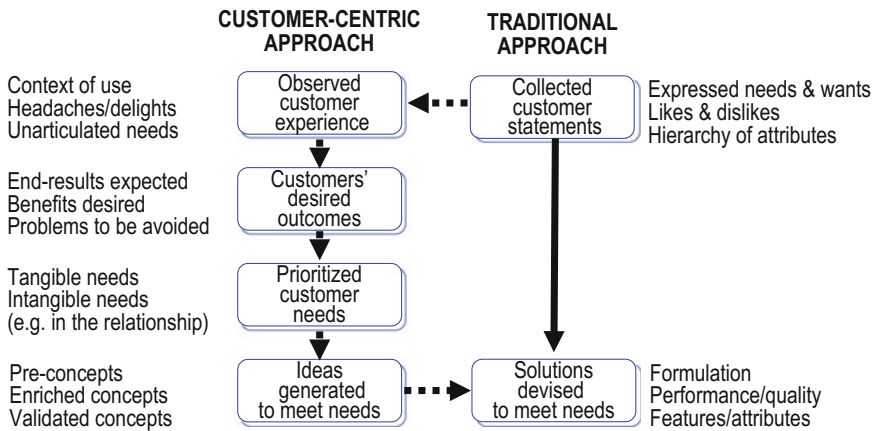 CUSTOMER-CENTRIC
APPROACH
TRADITIONAL
APPROACH
Context of use
Headaches/delights
Unarticulated needs
Observed
customer
experience
Collected
customer
statements
Expressed needs & wants
Likes & dislikes
Hierarchy of attributes
End-results expected
Benefits desired
Problems to be avoided
Customers'
desired
outcomes
Tangible needs
Intangible needs
(e.g. in the relationship)
Prioritized
customer
needs
Pre-concepts
Enriched concepts
Validated concepts
Ideas
generated
to meet needs
Solutions
devised
to meet needs
Formulation
Performance/quality
Features/attributes